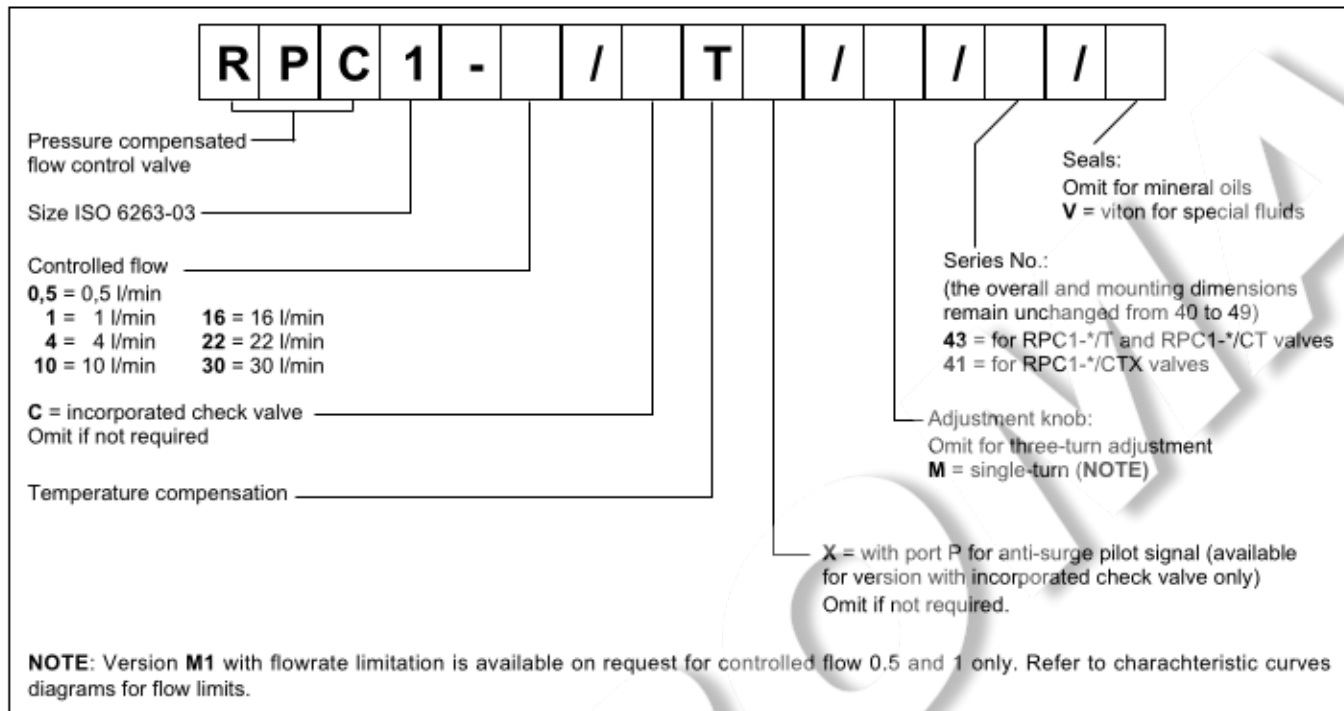 R P C 1 - / T / / /
Pressure compensated
flow control valve
Size ISO 6263-03
Controlled flow
0,5 = 0,5 l/min
1 = 1 l/min 16 = 16 l/min
4 = 4 l/min 22 = 22 l/min
10 = 10 l/min 30 = 30 l/min
C = incorporated check valve
Omit if not required
Temperature compensation
Seals:
Omit for mineral oils
V = viton for special fluids
Series No.:
(the overall and mounting dimensions
remain unchanged from 40 to 49)
43 = for RPC1-*/T and RPC1-*/CT valves
41 = for RPC1-*/CTX valves
Adjustment knob:
Omit for three-turn adjustment
M = single-turn (NOTE)
X = with port P for anti-surge pilot signal (available
for version with incorporated check valve only)
Omit if not required.
NOTE: Version M1 with flowrate limitation is available on request for controlled flow 0.5 and 1 only. Refer to charachteristic curves
diagrams for flow limits.